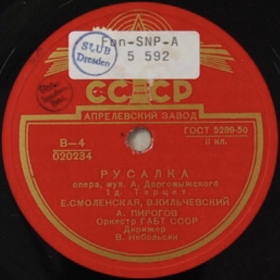 Fon-SNP-A
5 592
SLUB
Dresden
СССР
АПРЕЛЕВСКИЙ ЗАВОД
ГОСТ 5289-50
В-4
II кл.
020234
РУСАЛКА
опера, муз. А. Даргомыжского
1д. Терцет
Е.СМОЛЕНСКАЯ, В.КИЛЬЧЕВСКИЙ
А. ПИРОГОВ
Оркестр ГАБТ СССР
Дирижер
В. Небольсин